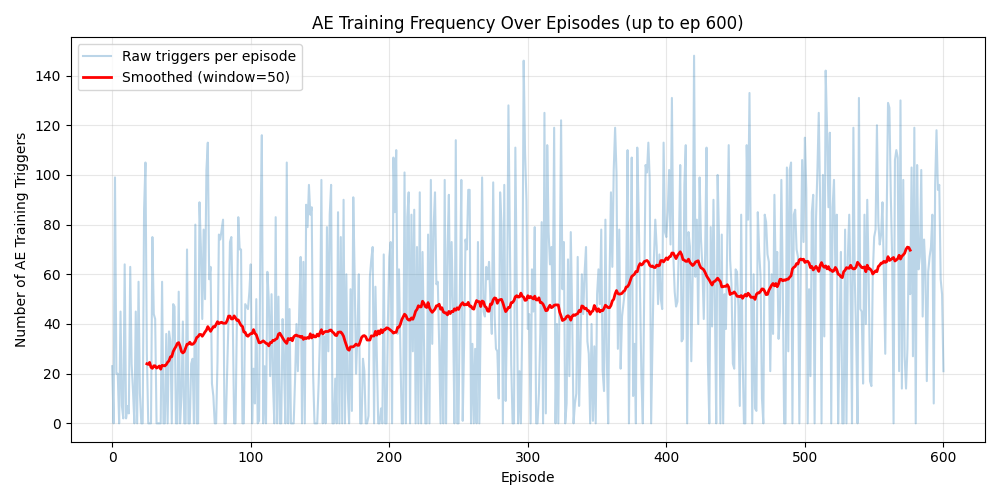 AE Training Frequency Over Episodes (up to ep 600)
Raw triggers per episode
Smoothed (window=50)
Number of AE Training Triggers
140
120
100
80
60
40
20
0
0 100 200 300 400 500 600
Episode